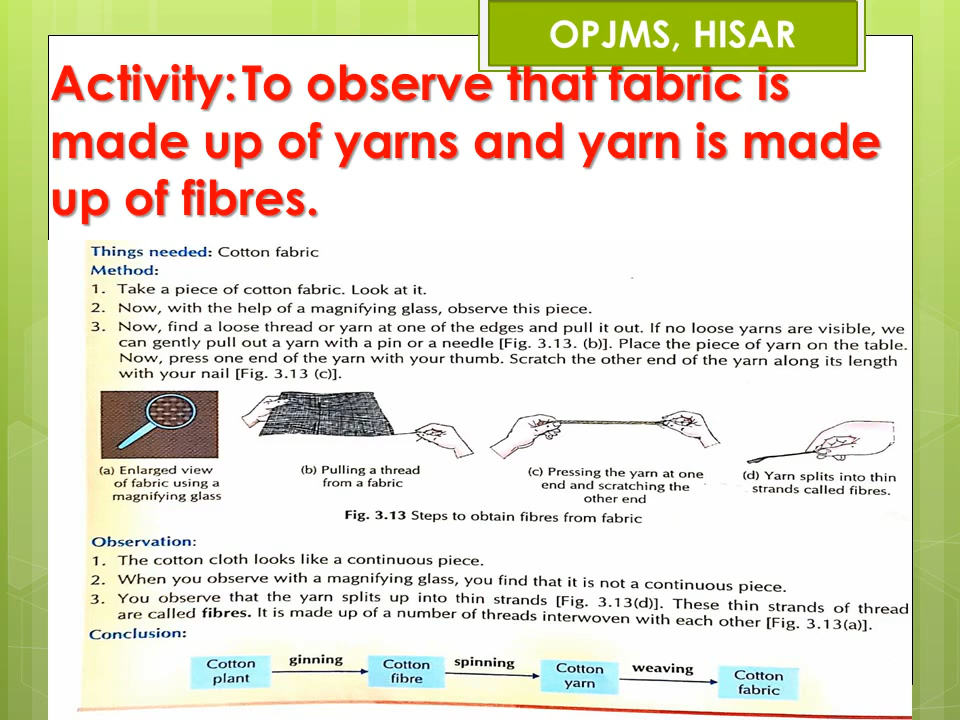 OPJMS, HISAR
Activity:To observe that fabric is
made up of yarns and yarn is made
up of fibres.
Things needed: Cotton fabric
Method:
1. Take a piece of cotton fabric. Look at it.
2. Now, with the help of a magnifying glass, observe this piece.
3. Now, find a loose thread or yarn at one of the edges and pull it out. If no loose yarns are visible, we
can gently pull out a yarn with a pin or a needle [Fig. 3.13. (b)]. Place the piece of yarn on the table.
Now, press one end of the yarn with your thumb. Scratch the other end of the yarn along its length
with your nail [Fig. 3.13 (c)].
(a) Enlarged view
of fabric using a
magnifying glass
(b) Pulling a thread
from a fabric
(c) Pressing the yarn at one
end and scratching the
other end
(d) Yarn splits into thin
strands called fibres.
Fig. 3.13 Steps to obtain fibres from fabric
Observation:
1. The cotton cloth looks like a continuous piece.
2. When you observe with a magnifying glass, you find that it is not a continuous piece.
3. You observe that the yarn splits up into thin strands [Fig. 3.13(d)]. These thin strands of thread
are called fibres. It is made up of a number of threads interwoven with each other [Fig. 3.13(a)].
Conclusion:
Cotton
plant
ginning
Cotton
fibre
spinning
Cotton
yarn
weaving
Cotton
fabric